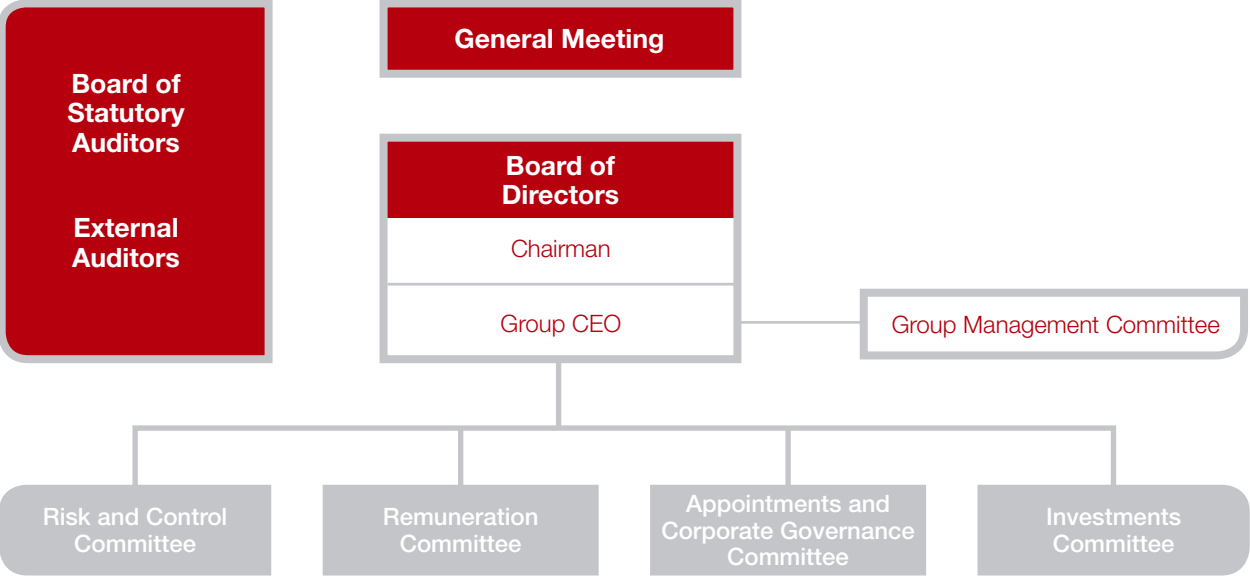 Board of
Statutory
Auditors
External
Auditors
General Meeting
Board of
Directors
Chairman
Group CEO
Group Management Committee
Risk and Control
Committee
Remuneration
Committee
Appointments and
Corporate Governance
Committee
Investments
Committee